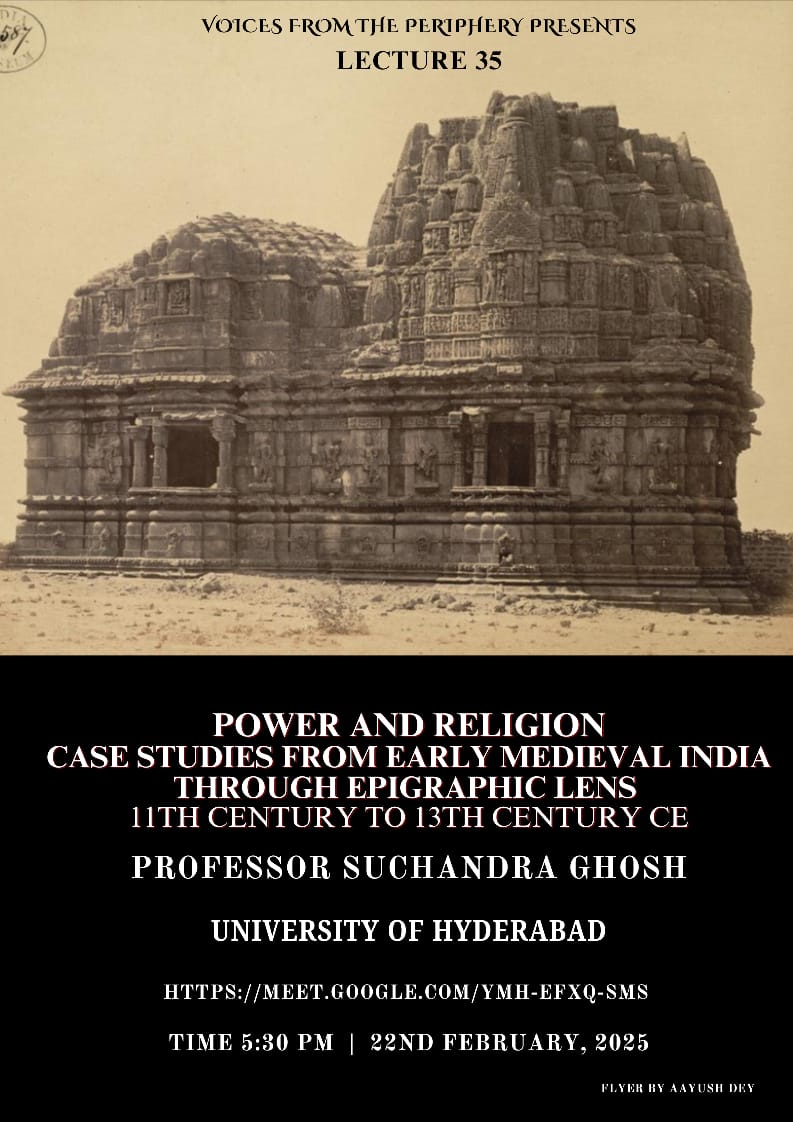 VOICES FROM THE PERIPHERY PRESENTS
LECTURE 35
587
POWER AND RELIGION
CASE STUDIES FROM EARLY MEDIEVAL INDIA
THROUGH EPIGRAPHIC LENS
11TH CENTURY TO 13TH CENTURY CE
PROFESSOR SUCHANDRA GHOSH
UNIVERSITY OF HYDERABAD
HTTPS://MEET.GOOGLE.COM/YMH-EFXQ-SMS
TIME 5:30 PM | 22ND FEBRUARY, 2025
FLYER BY AAYUSH DEY